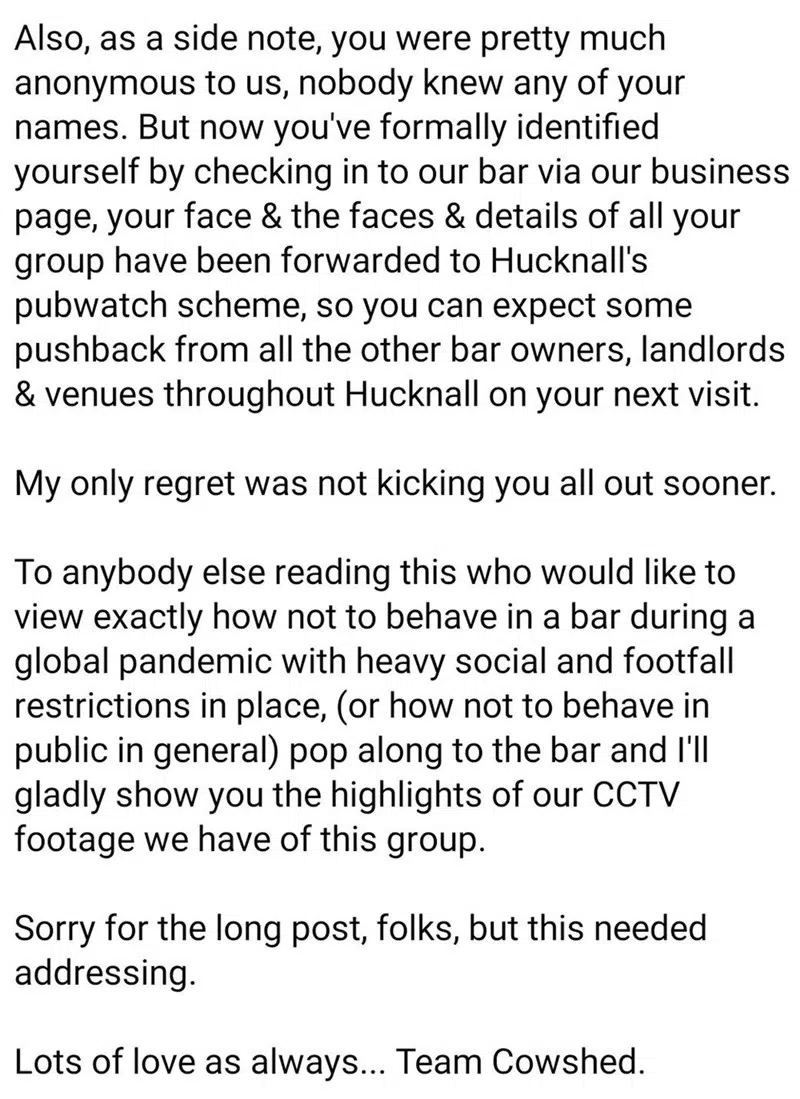 Also, as a side note, you were pretty much
anonymous to us, nobody knew any of your
names. But now you've formally identified
yourself by checking in to our bar via our business
page, your face & the faces & details of all your
group have been forwarded to Hucknall's
pubwatch scheme, so you can expect some
pushback from all the other bar owners, landlords
& venues throughout Hucknall on your next visit.
My only regret was not kicking you all out sooner.
To anybody else reading this who would like to
view exactly how not to behave in a bar during a
global pandemic with heavy social and footfall
restrictions in place, (or how not to behave in
public in general) pop along to the bar and I'll
gladly show you the highlights of our CCTV
footage we have of this group.
Sorry for the long post, folks, but this needed
addressing.
Lots of love as always... Team Cowshed.